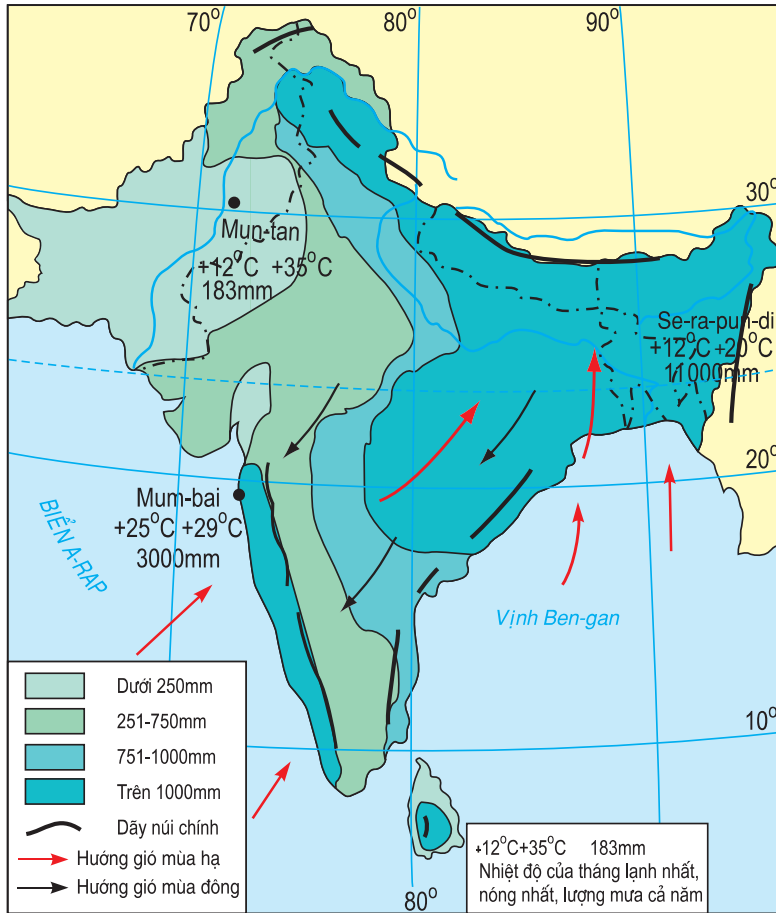 70°
80°
90°
30°
Mun-tan
+12°C +35°C
183mm
Se-ra-pun-di
+12°C +20°C
11000mm
20°
Mum-bai
+25°C +29°C
3000mm
BIỂN A-RAP
Vịnh Ben-gan
10°
Dưới 250mm
251-750mm
751-1000mm
Trên 1000mm
Dãy núi chính
Hướng gió mùa hạ
Hướng gió mùa đông
+12°C+35°C 183mm
Nhiệt độ của tháng lạnh nhất,
nóng nhất, lượng mưa cả năm
80°